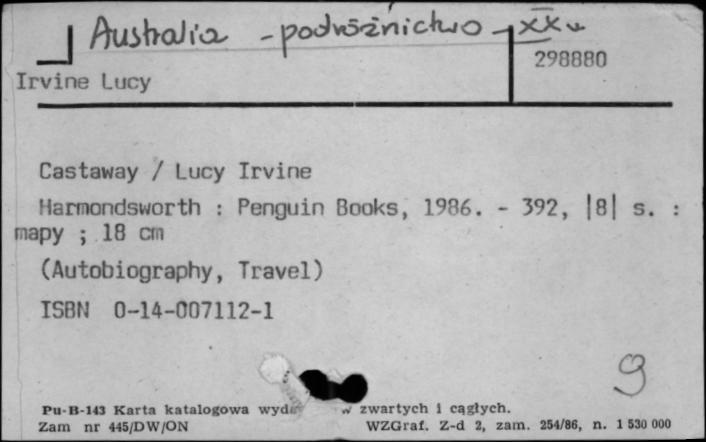 Australia - podróżnictwo - XX w
298880
Irvine Lucy
Castaway / Lucy Irvine
Harmondsworth : Penguin Books, 1986. - 392, |8| s. :
mapy ; 18 cm
(Autobiography, Travel)
ISBN 0-14-007112-1
9
Pu-B-143 Karta katalogowa wyd w zwartych i cągłych.
Zam nr 445/DW/ON WZGraf. Z-d 2, zam. 254/86, n. 1 530 000